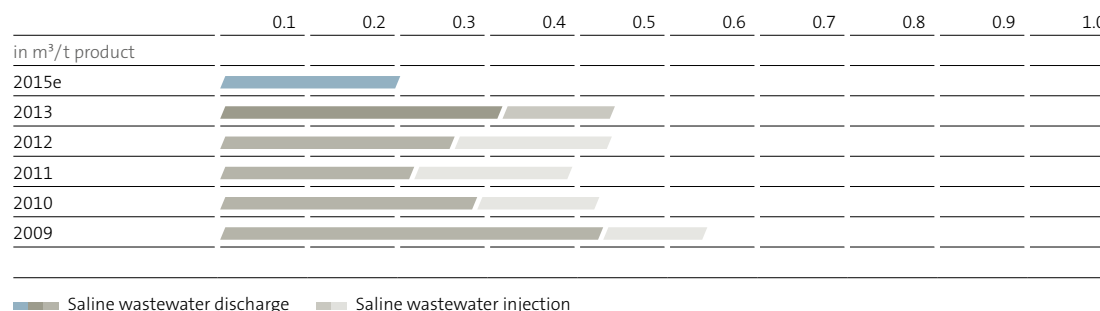 0.1 0.2 0.3 0.4 0.5 0.6 0.7 0.8 0.9 1.0
in m³/t product
2015e
2013
2012
2011
2010
2009
Saline wastewater discharge Saline wastewater injection